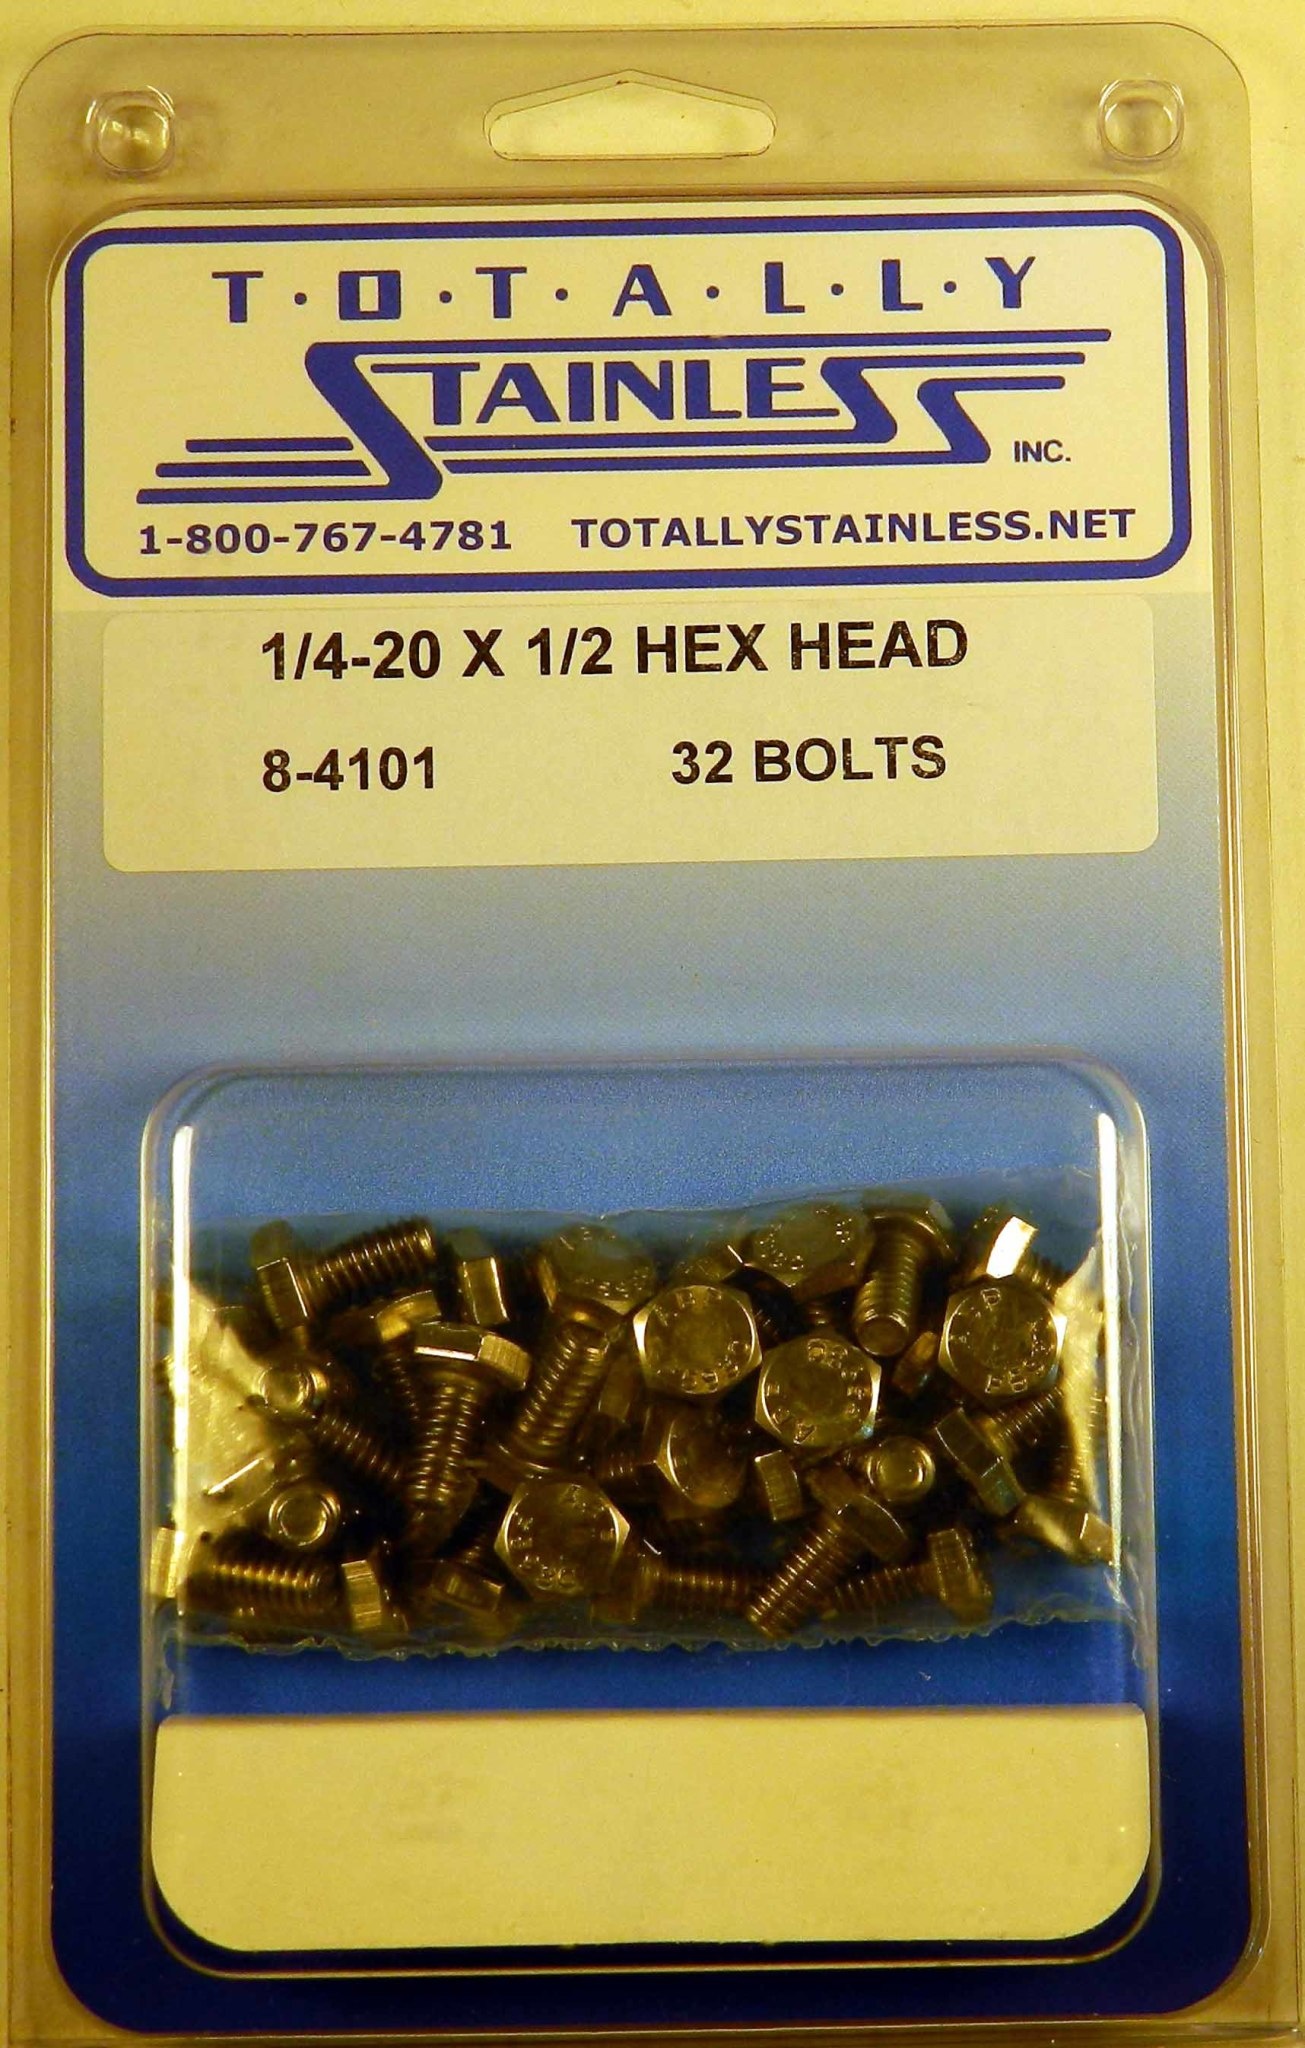 T·O·T·A·L·L·Y
STAINLESS
INC.
1-800-767-4781 TOTALLYSTAINLESS.NET
1/4-20 X 1/2 HEX HEAD
8-4101 32 BOLTS